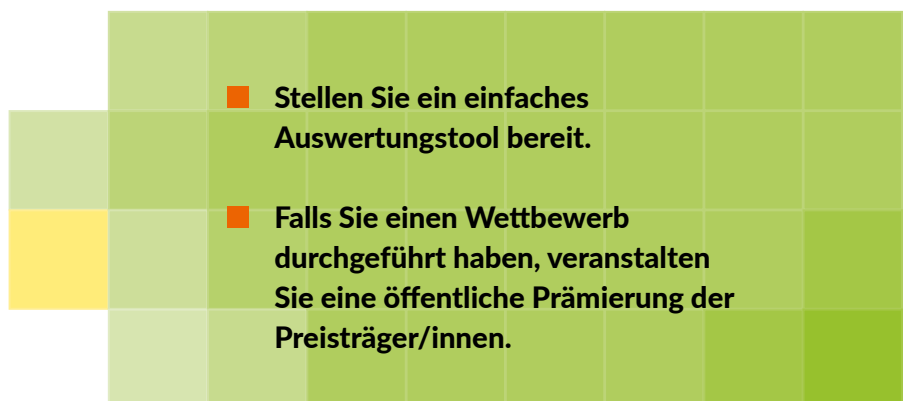 Stellen Sie ein einfaches
Auswertungstool bereit.
Falls Sie einen Wettbewerb
durchgeführt haben, veranstalten
Sie eine öffentliche Prämierung der
Preisträger/innen.